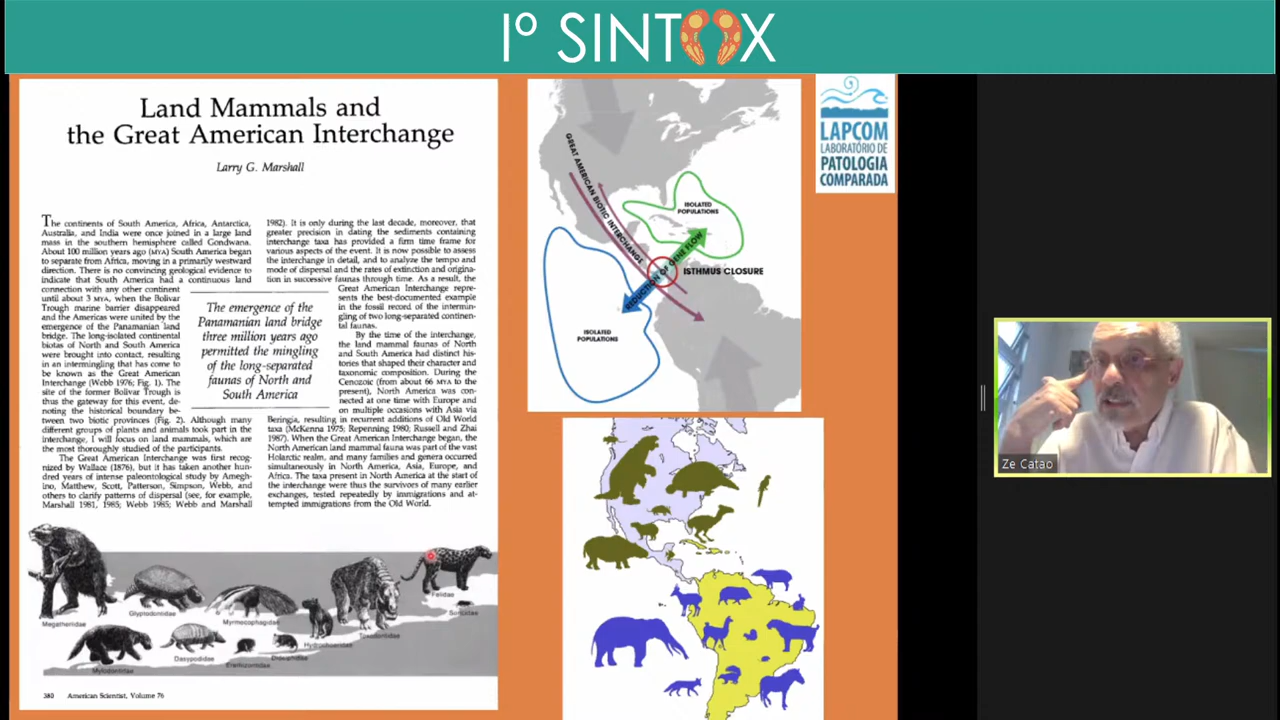 Iº SINTOX
Land Mammals and
the Great American Interchange
Larry G. Marshall
The continents of South America, Africa, Antarctica,
Australia, and India were once joined in a large land
mass in the southern hemisphere called Gondwana.
About 100 million years ago (MYA) South America began
to separate from Africa, moving in a primarily westward
direction. There is no convincing geological evidence to
indicate that South America had a continuous land
connection with any other continent
until about 3 MYA, when the Bolivar
Trough marine barrier disappeared
and the Americas were united by the
emergence of the Panamanian land
bridge. The long-isolated continental
biotas of North and South America
were brought into contact, resulting
in an intermingling that has come to
be known as the Great American
Interchange (Webb 1976; Fig. 1). The
site of the former Bolivar Trough is
thus the gateway for this event, de-
noting the historical boundary be-
tween two biotic provinces (Fig. 2). Although many
different groups of plants and animals took part in the
interchange, I will focus on land mammals, which are
the most thoroughly studied of the participants.
The Great American Interchange was first recog-
nized by Wallace (1876), but it has taken another hun-
dred years of intense paleontological study by Amegh-
ino, Matthew, Scott, Patterson, Simpson, Webb, and
others to clarify patterns of dispersal (see, for example,
Marshall 1981, 1985; Webb 1985; Webb and Marshall
The emergence of the
Panamanian land bridge
three million years ago
permitted the mingling
of the long-separated
faunas of North and
South America
1982). It is only during the last decade, moreover, that
greater precision in dating the sediments containing
interchange taxa has provided a firm time frame for
various aspects of the event. It is now possible to assess
the interchange in detail, and to analyze the tempo and
mode of dispersal and the rates of extinction and origina-
tion in successive faunas through time. As a result, the
Great American Interchange repre-
sents the best-documented example
in the fossil record of the intermin-
gling of two long-separated continen-
tal faunas.
By the time of the interchange,
the land mammal faunas of North
and South America had distinct his-
tories that shaped their character and
taxonomic composition. During the
Cenozoic (from about 66 MYA to the
present), North America was con-
nected at one time with Europe and
on multiple occasions with Asia via
Beringia, resulting in recurrent additions of Old World
taxa (McKenna 1975; Repenning 1980; Russell and Zhai
1987). When the Great American Interchange began, the
North American land mammal fauna was part of the vast
Holarctic realm, and many families and genera occurred
simultaneously in North America, Asia, Europe, and
Africa. The taxa present in North America at the start of
the interchange were thus the survivors of many earlier
exchanges, tested repeatedly by immigrations and at-
tempted immigrations from the Old World.
Megatheriidae
Glyptodontidae
Myrmecophagidae
Felidae
Soricidae
Mylodontidae
Dasypodidae
Erethizontidae
Didelphidae
Hydrochoeridae
Toxodontidae
380 American Scientist, Volume 76
GREAT AMERICAN BIOTIC INTERCHANGE
ISOLATED
POPULATIONS
REDUCTION OF GENE FLOW
ISTHMUS CLOSURE
ISOLATED
POPULATIONS
LAPCOM
LABORATÓRIO DE
PATOLOGIA
COMPARADA
Ze Catao